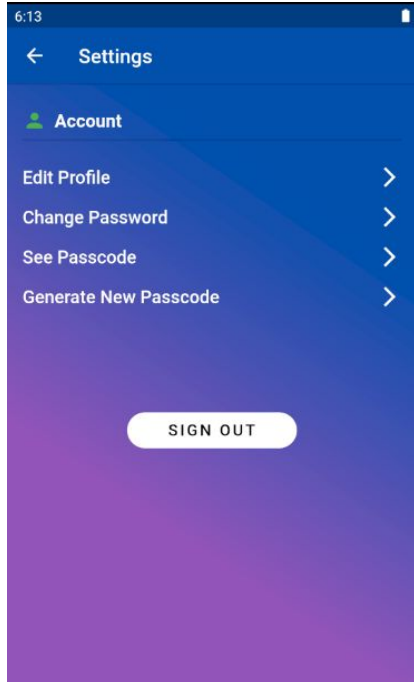 6:13
Settings
Account
Edit Profile
Change Password
See Passcode
Generate New Passcode
SIGN OUT